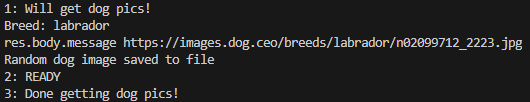 1: Will get dog pics!
Breed: labrador
res.body.message https://images.dog.ceo/breeds/labrador/n02099712_2223.jpg
Random dog image saved to file
2: READY
3: Done getting dog pics!